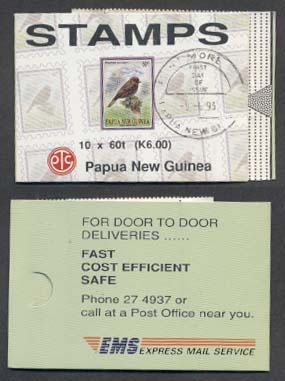 STAMPS
PORT MORE
FIRST
DAY
OF
ISSUE
PAPUA NEW GUINEA
10 x 60t (K6.00)
Papua New Guinea
FOR DOOR TO DOOR
DELIVERIES ......
FAST
COST EFFICIENT
SAFE
Phone 27 4937 or
call at a Post Office near you.
EMS EXPRESS MAIL SERVICE